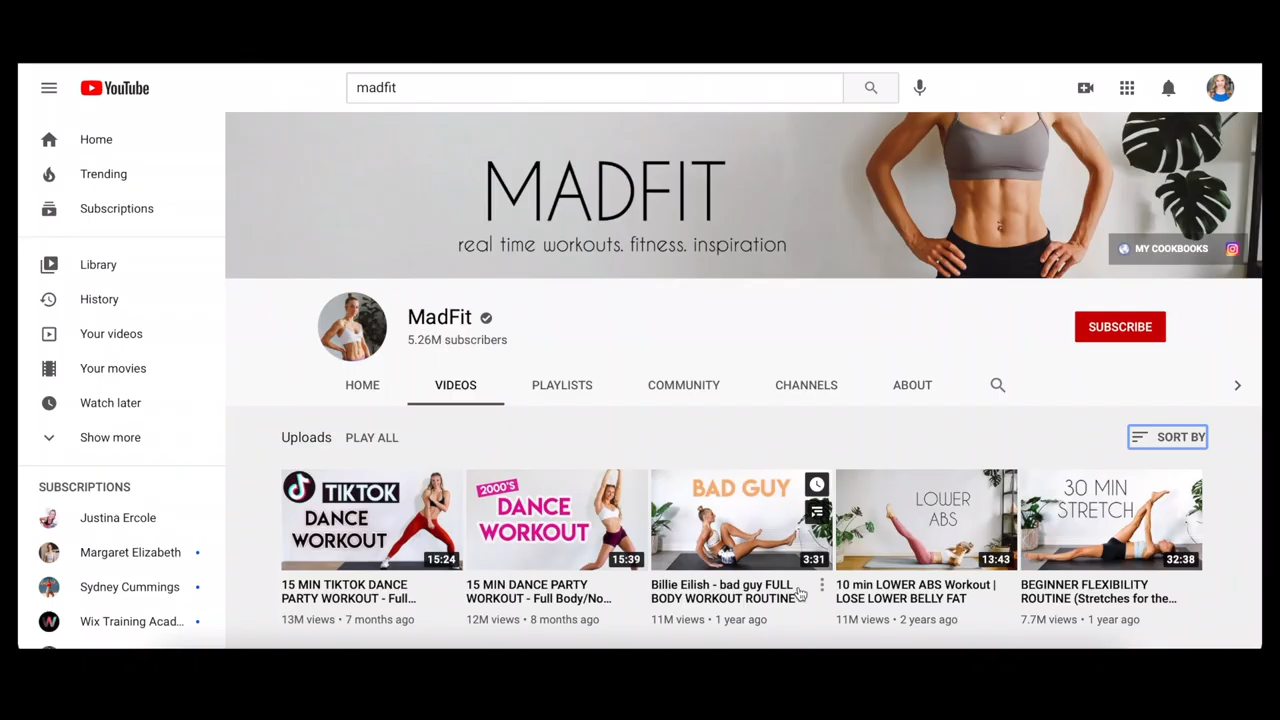 YouTube
madfit
Home
Trending
Subscriptions
Library
History
Your videos
Your movies
Watch later
Show more
SUBSCRIPTIONS
Justina Ercole
Margaret Elizabeth
Sydney Cummings
Wix Training Acad...
MADFIT
real time workouts. fitness. inspiration
MY COOKBOOKS
MadFit
5.26M subscribers
SUBSCRIBE
HOME
VIDEOS
PLAYLISTS
COMMUNITY
CHANNELS
ABOUT
Uploads
PLAY ALL
SORT BY
TIKTOK
DANCE
WORKOUT
15:24
15 MIN TIKTOK DANCE
PARTY WORKOUT - Full...
13M views • 7 months ago
2000'S
DANCE
WORKOUT
15:39
15 MIN DANCE PARTY
WORKOUT - Full Body/No...
12M views • 8 months ago
BAD GUY
3:31
Billie Eilish - bad guy FULL
BODY WORKOUT ROUTINE
11M views • 1 year ago
LOWER
ABS
13:43
10 min LOWER ABS Workout |
LOSE LOWER BELLY FAT
11M views • 2 years ago
30 MIN
STRETCH
32:38
BEGINNER FLEXIBILITY
ROUTINE (Stretches for the...
7.7M views • 1 year ago